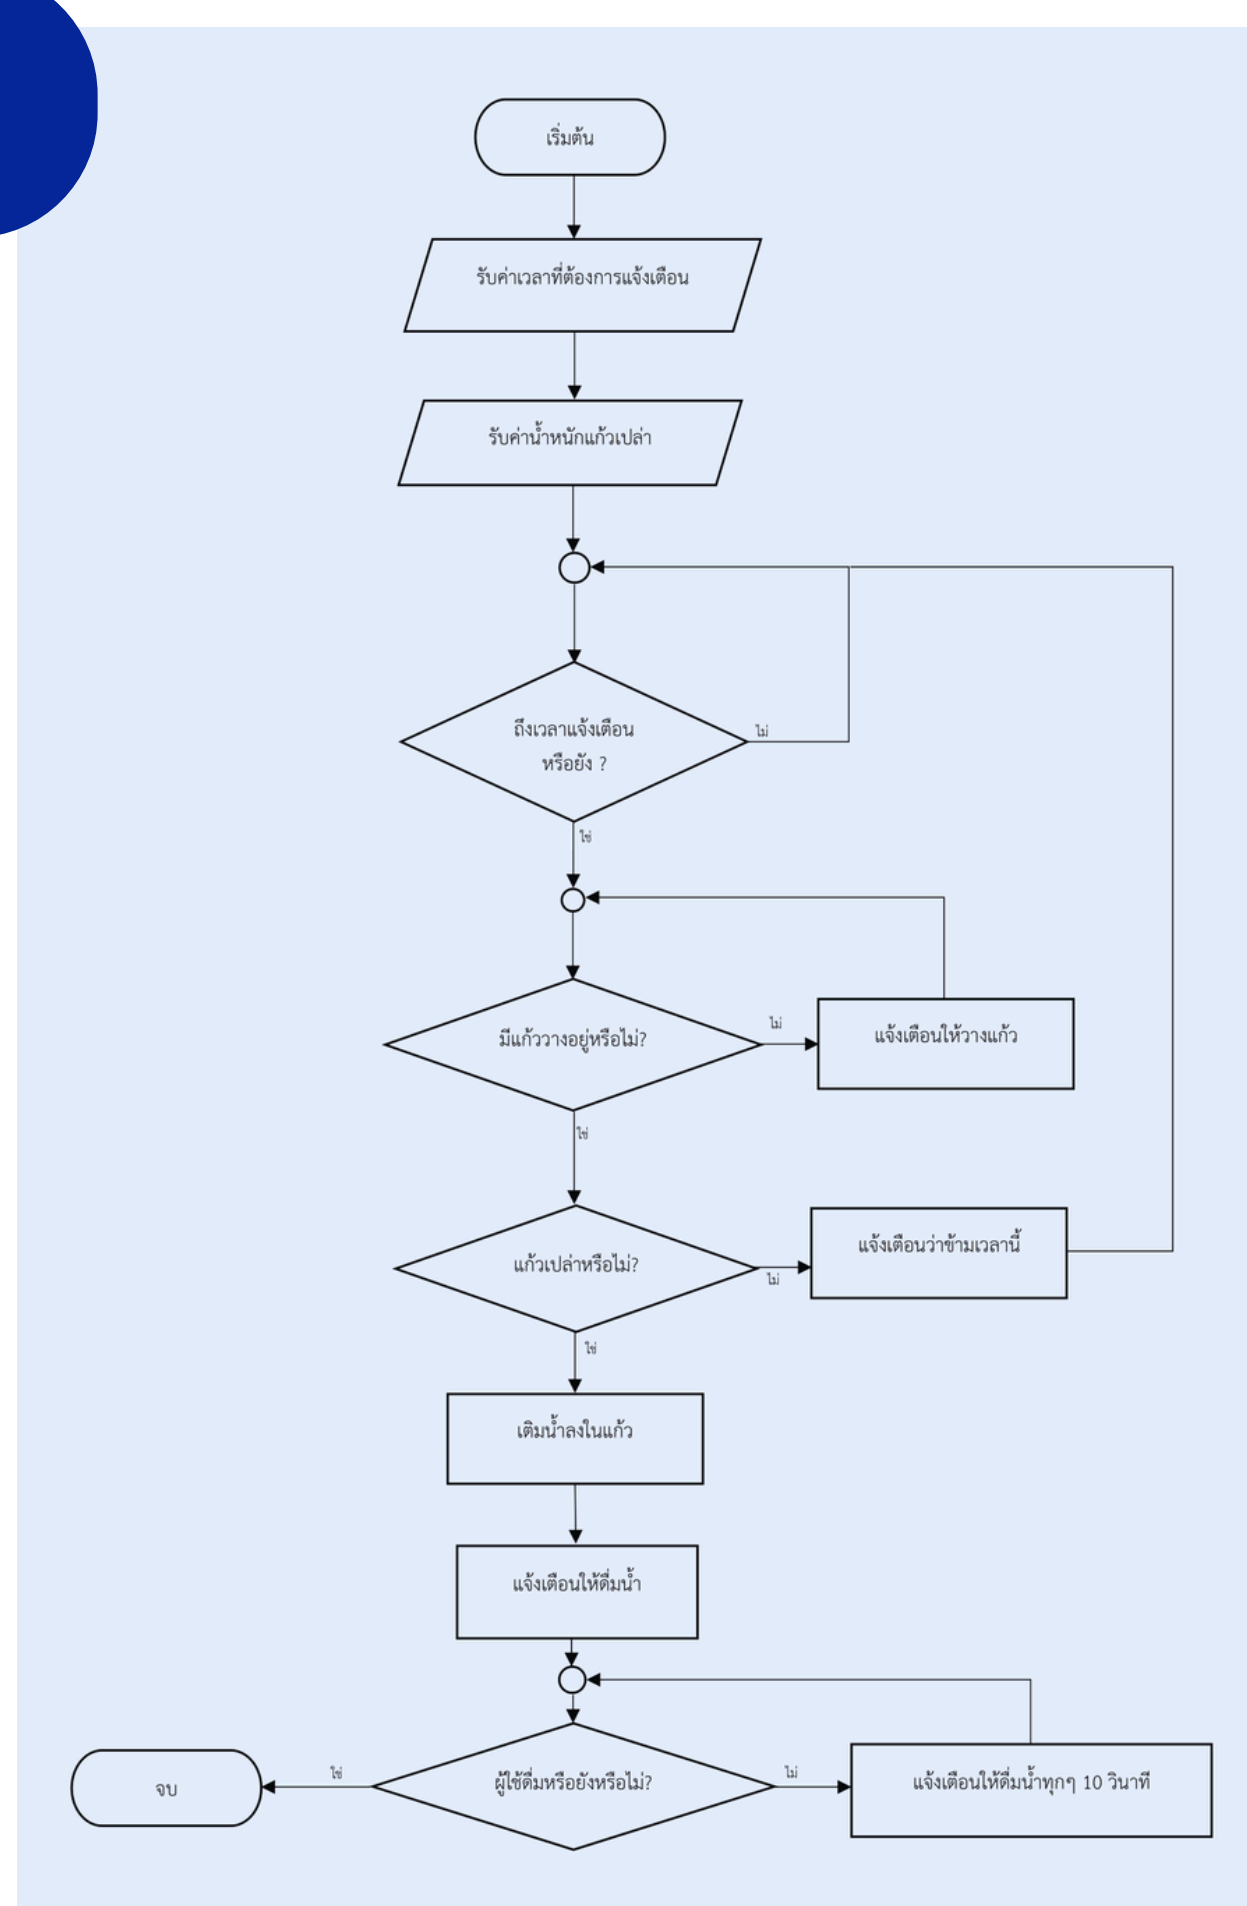 เริ่มต้น
รับค่าเวลาที่ต้องการแจ้งเตือน
รับค่าน้ำหนักแก้วเปล่า
ถึงเวลาแจ้งเตือน
หรือยัง ?
ไม่
ใช่
มีแก้ววางอยู่หรือไม่?
ไม่
แจ้งเตือนให้วางแก้ว
ใช่
แก้วเปล่าหรือไม่?
ไม่
แจ้งเตือนว่าข้ามเวลานี้
ใช่
เติมน้ำลงในแก้ว
แจ้งเตือนให้ดื่มน้ำ
จบ
ใช่
ผู้ใช้ดื่มหรือยังหรือไม่?
ไม่
แจ้งเตือนให้ดื่มน้ำทุกๆ 10 วินาที